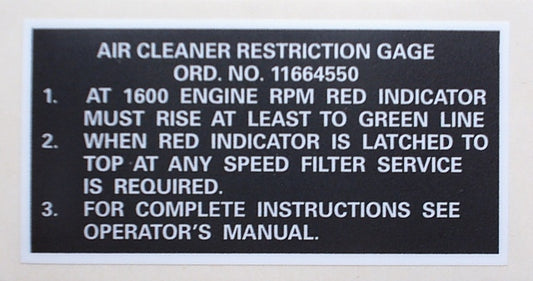 AIR CLEANER RESTRICTION GAGE
ORD. NO. 11664550
1. AT 1600 ENGINE RPM RED INDICATOR
MUST RISE AT LEAST TO GREEN LINE
2. WHEN RED INDICATOR IS LATCHED TO
TOP AT ANY SPEED FILTER SERVICE
IS REQUIRED.
3. FOR COMPLETE INSTRUCTIONS SEE
OPERATOR'S MANUAL.